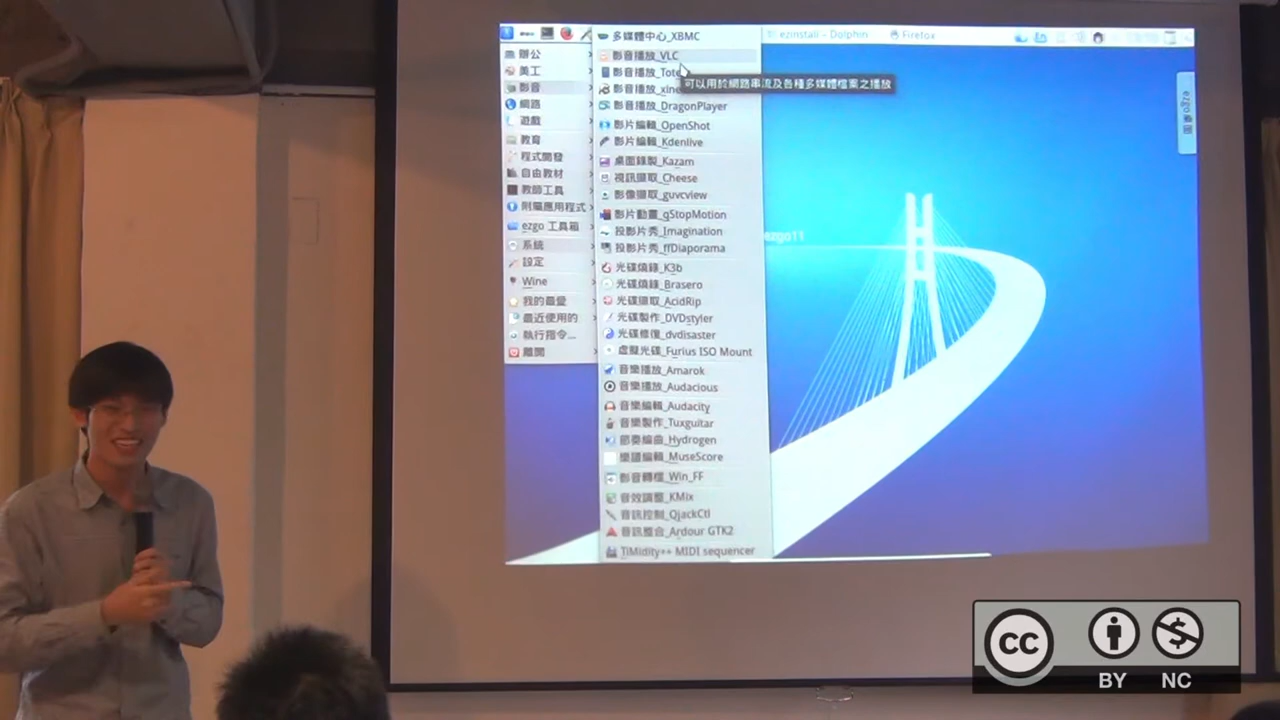 ezinstall - Dolphin
Firefox
辦公
美工
影音
網路
遊戲
教育
程式開發
自由教材
教師工具
附屬應用程式
ezgo 工具箱
系統
設定
Wine
我的最愛
最近使用的
執行指令...
離開
多媒體中心_XBMC
影音播放_VLC
影音播放_Tote
可以用於網路串流及各種多媒體檔案之播放
影音播放_xine
影音播放_DragonPlayer
影片編輯_OpenShot
影片編輯_Kdenlive
桌面錄製_Kazam
視訊擷取_Cheese
影像擷取_guvcview
影片動畫_qStopMotion
投影片秀_Imagination
投影片秀_ffDiaporama
光碟燒錄_K3b
光碟燒錄_Brasero
光碟擷取_AcidRip
光碟製作_DVDstyler
光碟修復_dvdisaster
虛擬光碟_Furius ISO Mount
音樂播放_Amarok
音樂播放_Audacious
音樂編輯_Audacity
音樂製作_Tuxguitar
節奏編曲_Hydrogen
樂譜編輯_MuseScore
影音轉檔_Win_FF
音效調整_KMix
音訊控制_QjackCtl
音訊整合_Ardour GTK2
TiMidity++ MIDI sequencer
ezgo11
ezgo
CC
BY NC